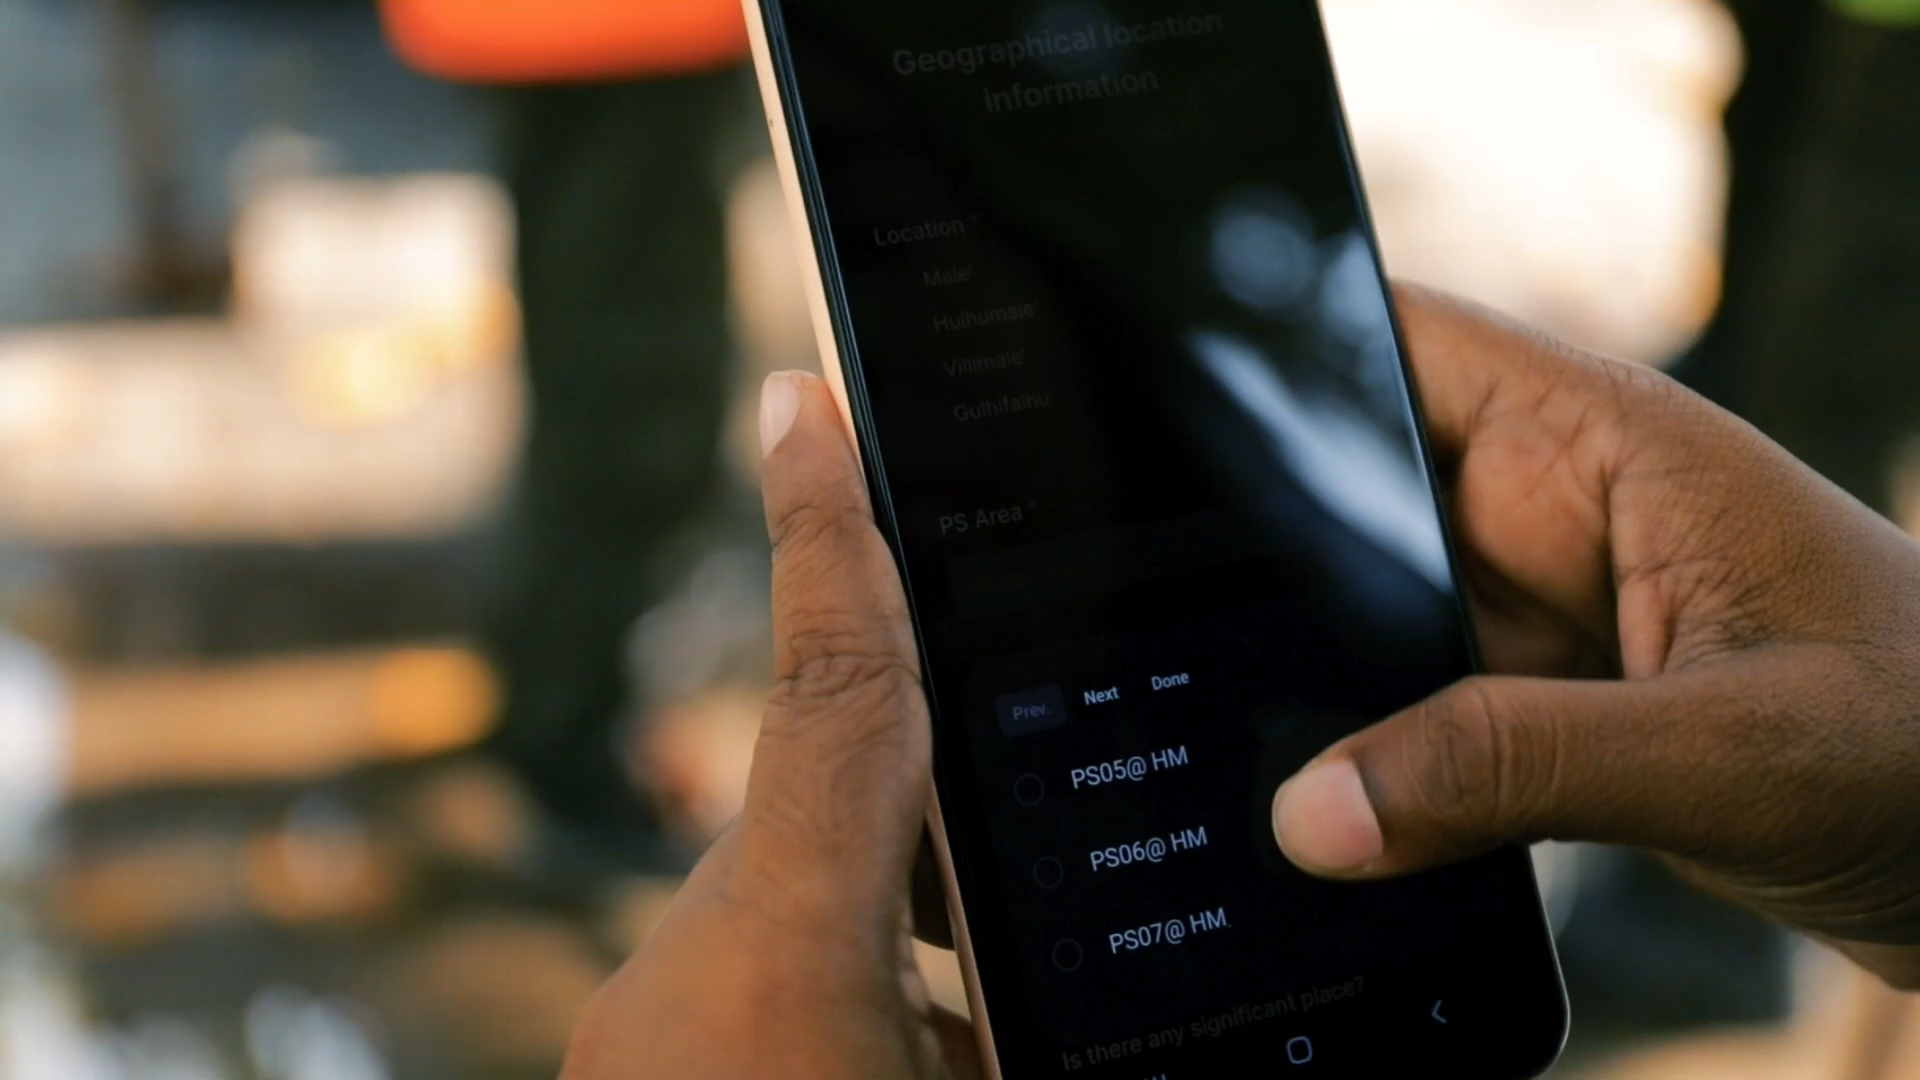 Geographical location
information
Location *
Male'
Hulhumale'
Villimale'
Gulhifalhu
PS Area *
Prev.
Next
Done
PS05@ HM
PS06@ HM
PS07@ HM
Is there any significant place?